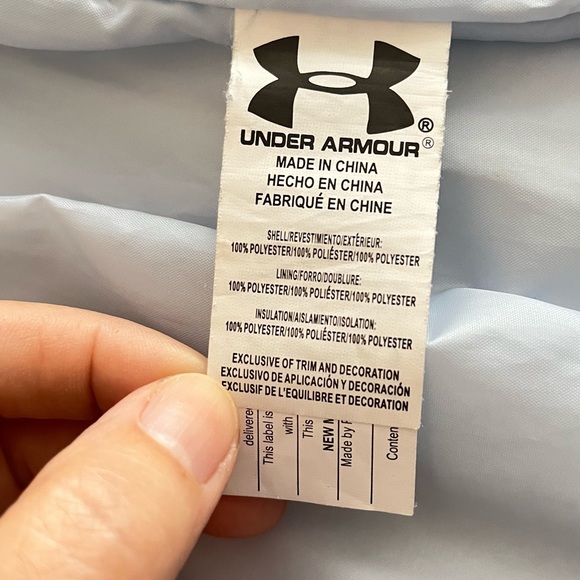 UNDER ARMOUR®
®
MADE IN CHINA
HECHO EN CHINA
FABRIQUÉ EN CHINE
SHELL/REVESTIMIENTO/EXTÉRIEUR:
100% POLYESTER/100% POLIÉSTER/100% POLYESTER
LINING/FORRO/DOUBLURE:
100% POLYESTER/100% POLIÉSTER/100% POLYESTER
INSULATION/AISLAMIENTO/ISOLATION:
100% POLYESTER/100% POLIÉSTER/100% POLYESTER
EXCLUSIVE OF TRIM AND DECORATION
EXCLUSIVO DE APLICACIÓN Y DECORACIÓN
EXCLUSIF DE L'EQUILIBRE ET DECORATION
delivered
This label is
with
This
NEW M
Made by
Conten